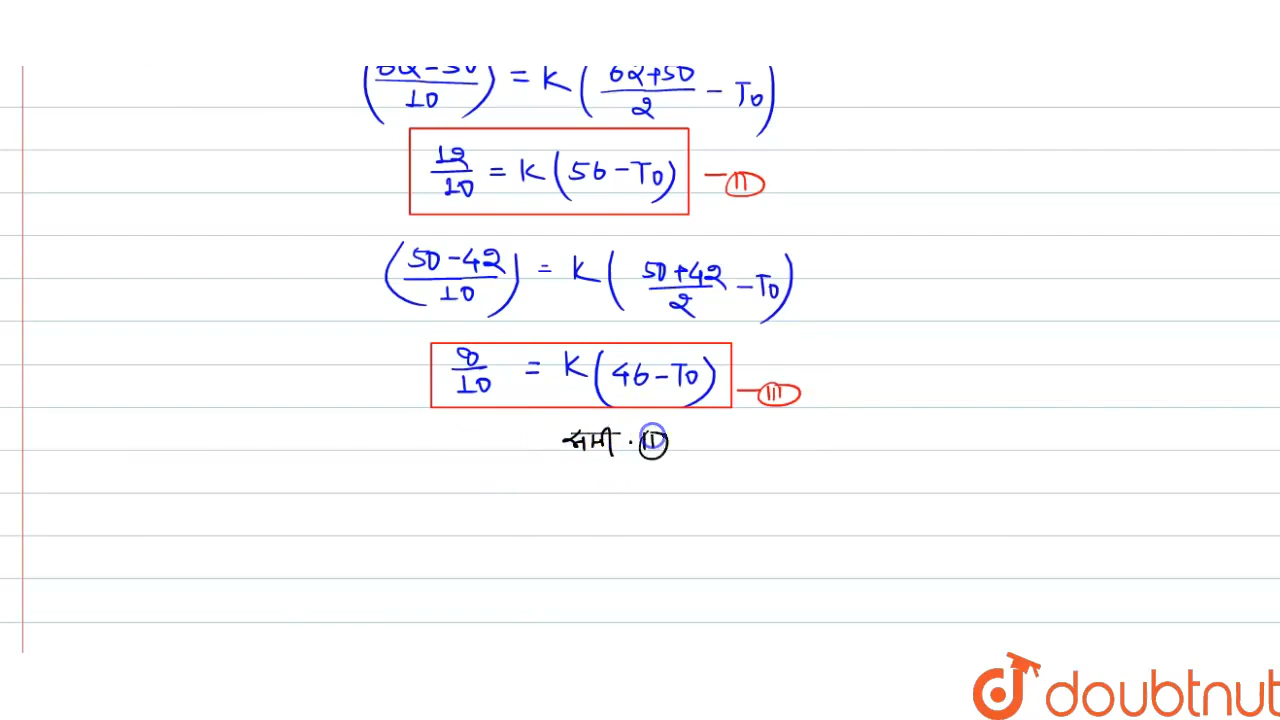 (62-50/10) = K (62+50/2 - T0)
12/10 = K (56-T0) - II
(50-42/10) = K (50+42/2 - T0)
8/10 = K (46-T0) - III
समी. II
doubtnut